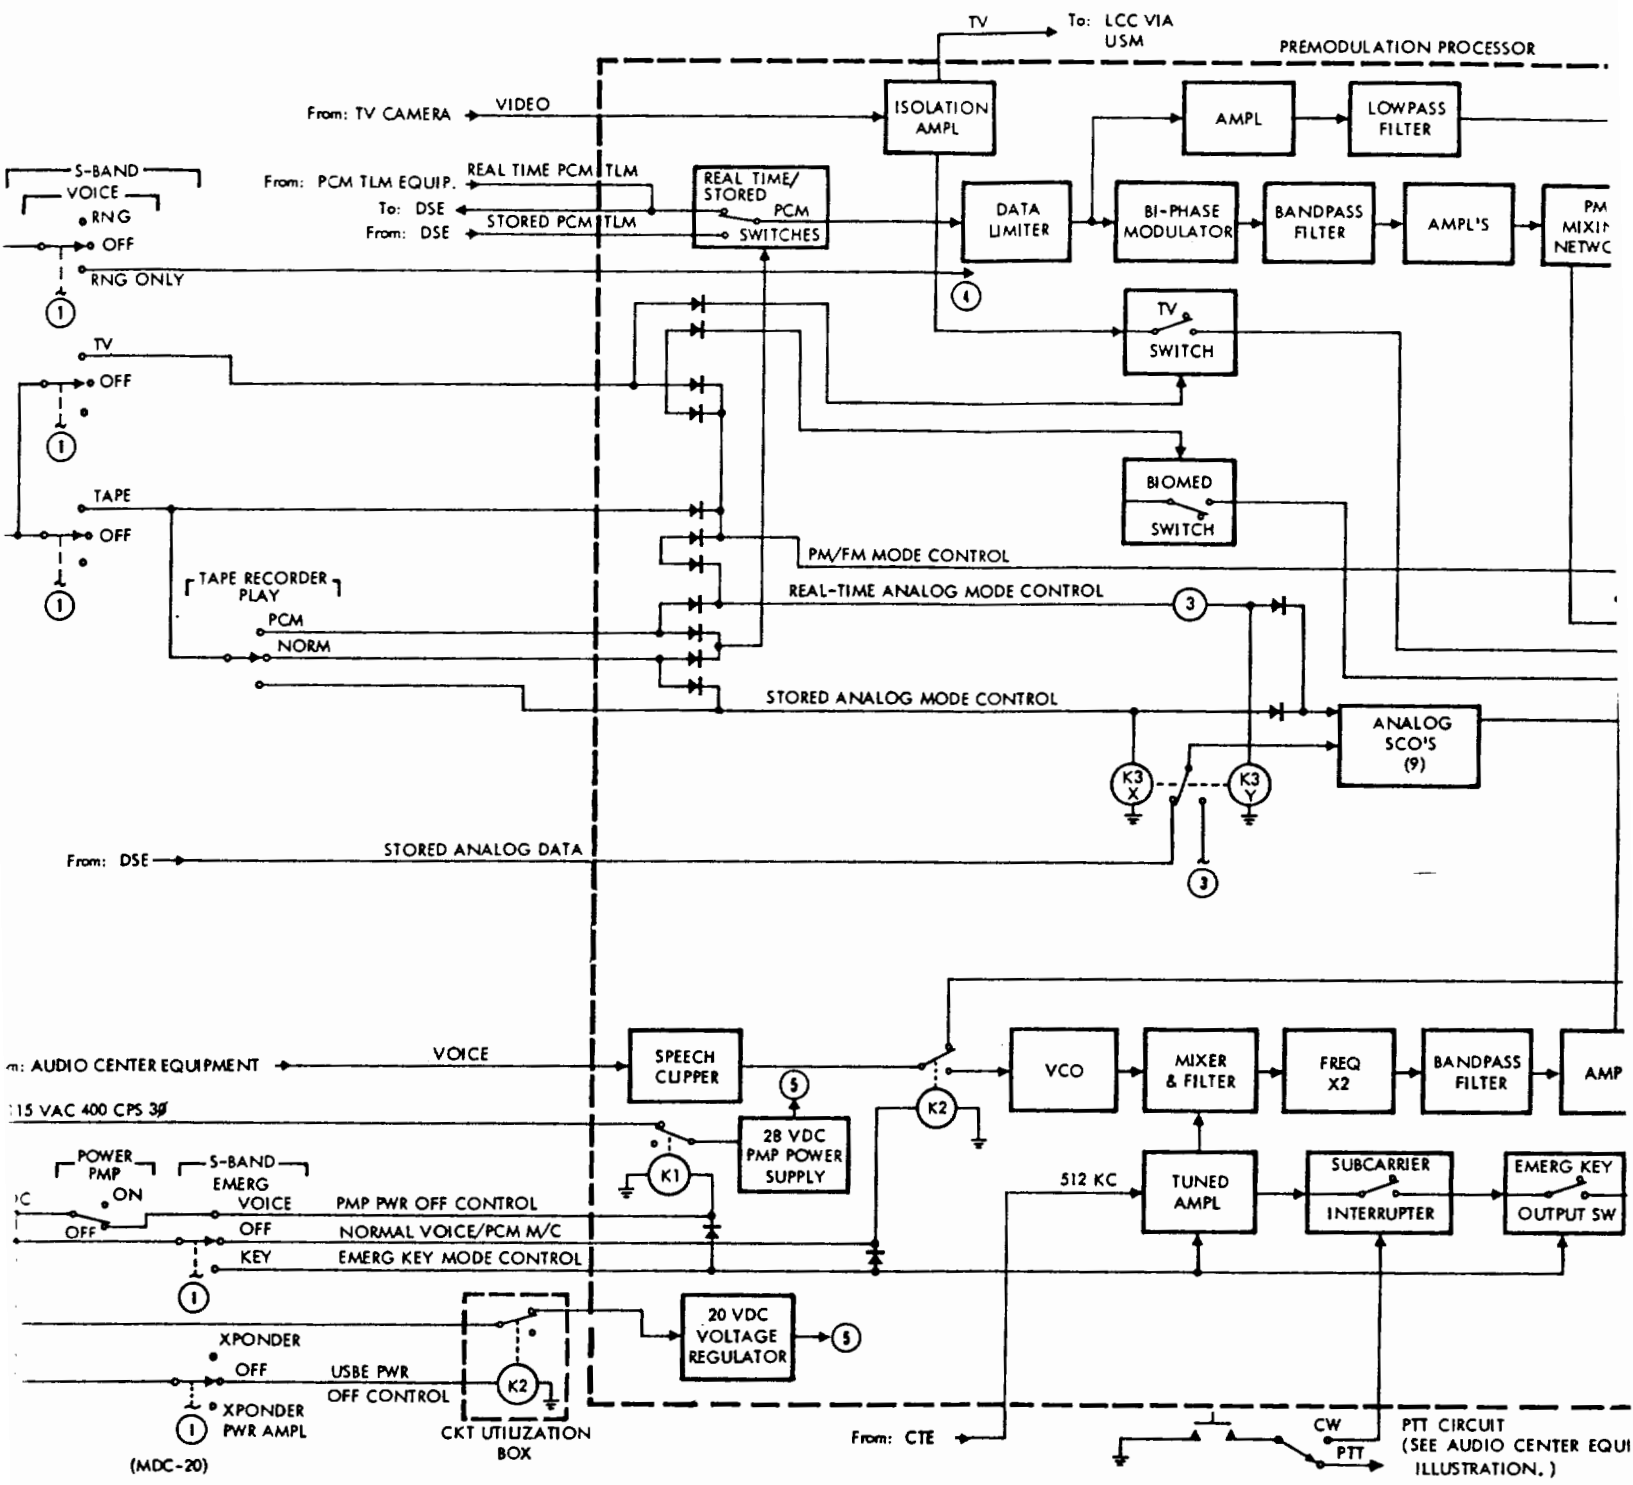 TV
To: LCC VIA
USM
PREMODULATION PROCESSOR
From: TV CAMERA
VIDEO
ISOLATION
AMPL
AMPL
LOWPASS
FILTER
S-BAND
VOICE
RNG
OFF
RNG ONLY
1
From: PCM TLM EQUIP.
REAL TIME PCM TLM
To: DSE
From: DSE
STORED PCM TLM
REAL TIME/
STORED
PCM
SWITCHES
DATA
LIMITER
BI-PHASE
MODULATOR
BANDPASS
FILTER
AMPL'S
PM
MIXIN
NETWC
4
TV
OFF
1
TV
SWITCH
BIOMED
SWITCH
TAPE
OFF
1
TAPE RECORDER
PLAY
PCM
NORM
PM/FM MODE CONTROL
REAL-TIME ANALOG MODE CONTROL
3
STORED ANALOG MODE CONTROL
ANALOG
SCO'S
(9)
K3
X
K3
Y
From: DSE
STORED ANALOG DATA
3
m: AUDIO CENTER EQUIPMENT
VOICE
SPEECH
CLIPPER
5
K2
VCO
MIXER
& FILTER
FREQ
X2
BANDPASS
FILTER
AMP
115 VAC 400 CPS 3Ø
K1
28 VDC
PMP POWER
SUPPLY
POWER
PMP
ON
OFF
C
S-BAND
EMERG
VOICE
OFF
KEY
1
PMP PWR OFF CONTROL
NORMAL VOICE/PCM M/C
EMERG KEY MODE CONTROL
512 KC
TUNED
AMPL
SUBCARRIER
INTERRUPTER
EMERG KEY
OUTPUT SW
XPONDER
OFF
XPONDER
PWR AMPL
1
(MDC-20)
USBE PWR
OFF CONTROL
K2
CKT UTILIZATION
BOX
20 VDC
VOLTAGE
REGULATOR
5
From: CTE
CW
PTT
PTT CIRCUIT
(SEE AUDIO CENTER EQUI
ILLUSTRATION.)